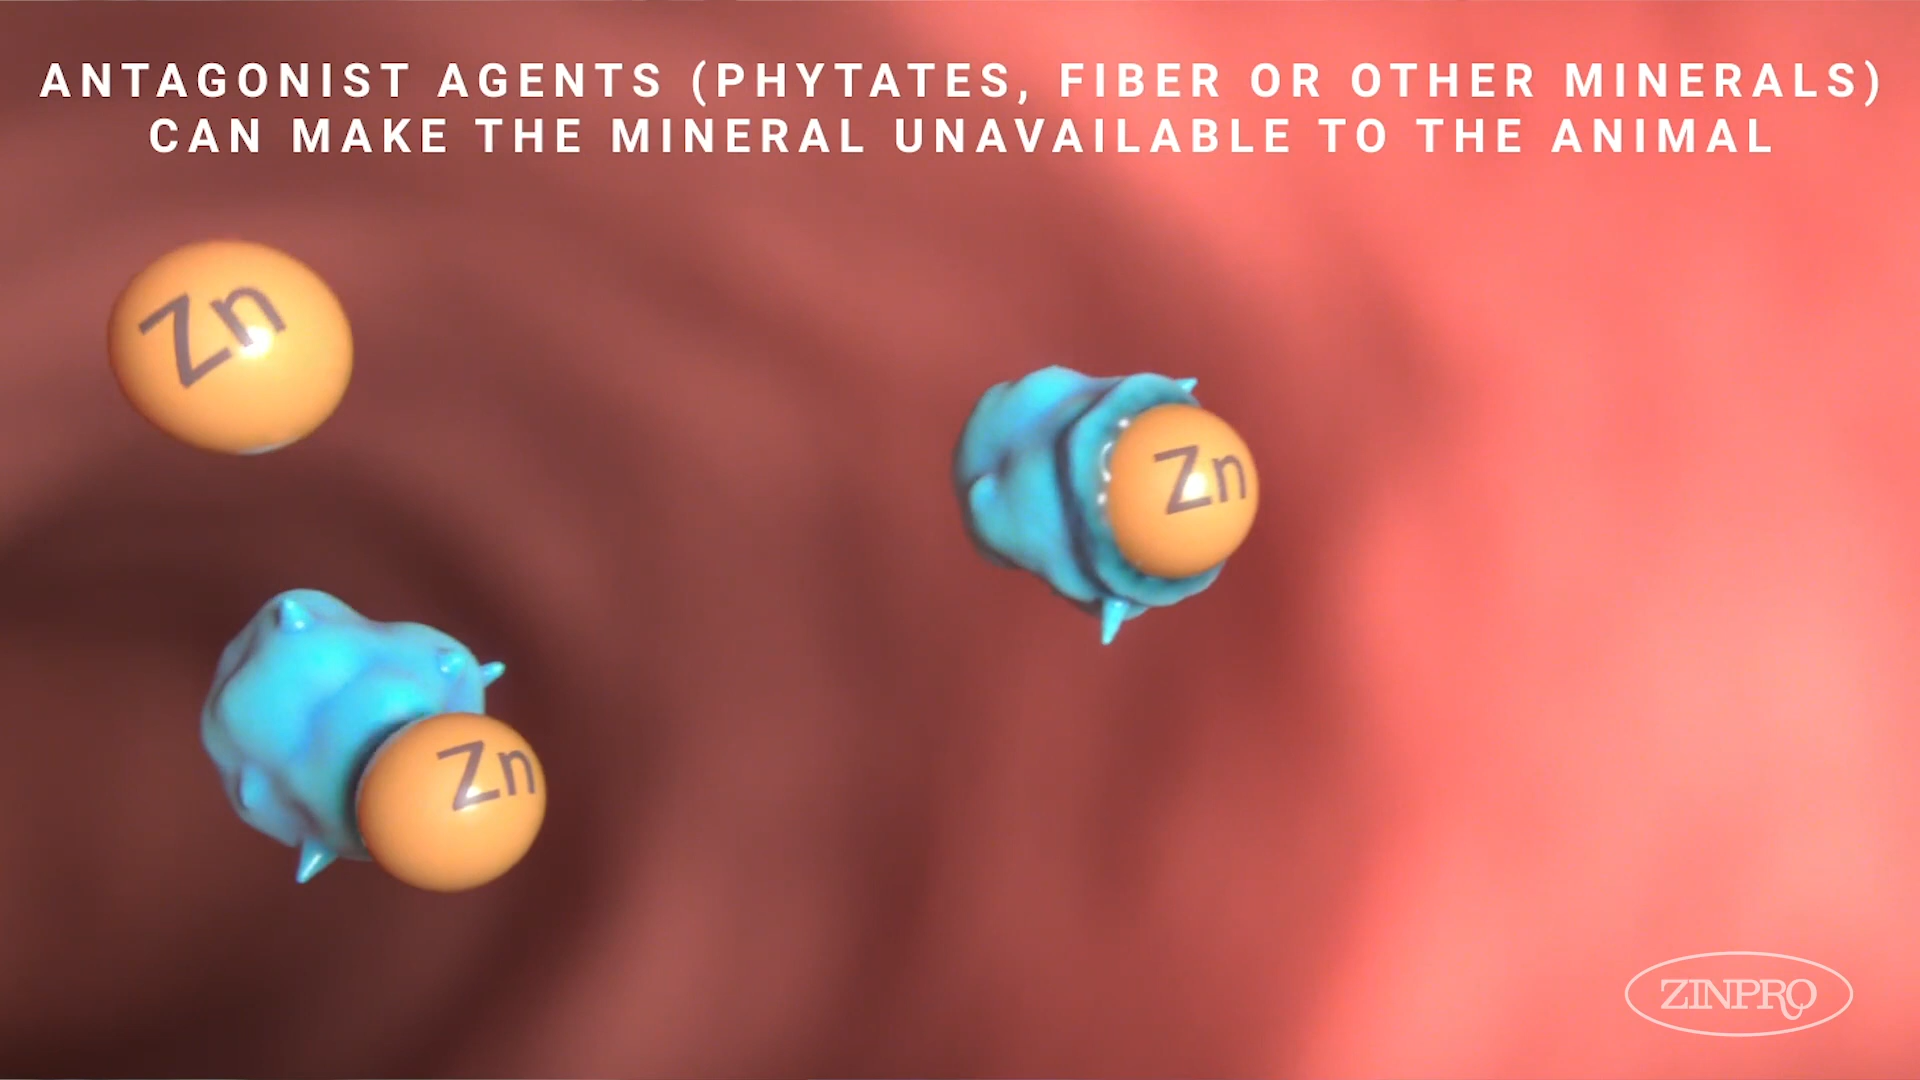 ANTAGONIST AGENTS (PHYTATES, FIBER OR OTHER MINERALS)
CAN MAKE THE MINERAL UNAVAILABLE TO THE ANIMAL
Zn
Zn
Zn
ZINPRO